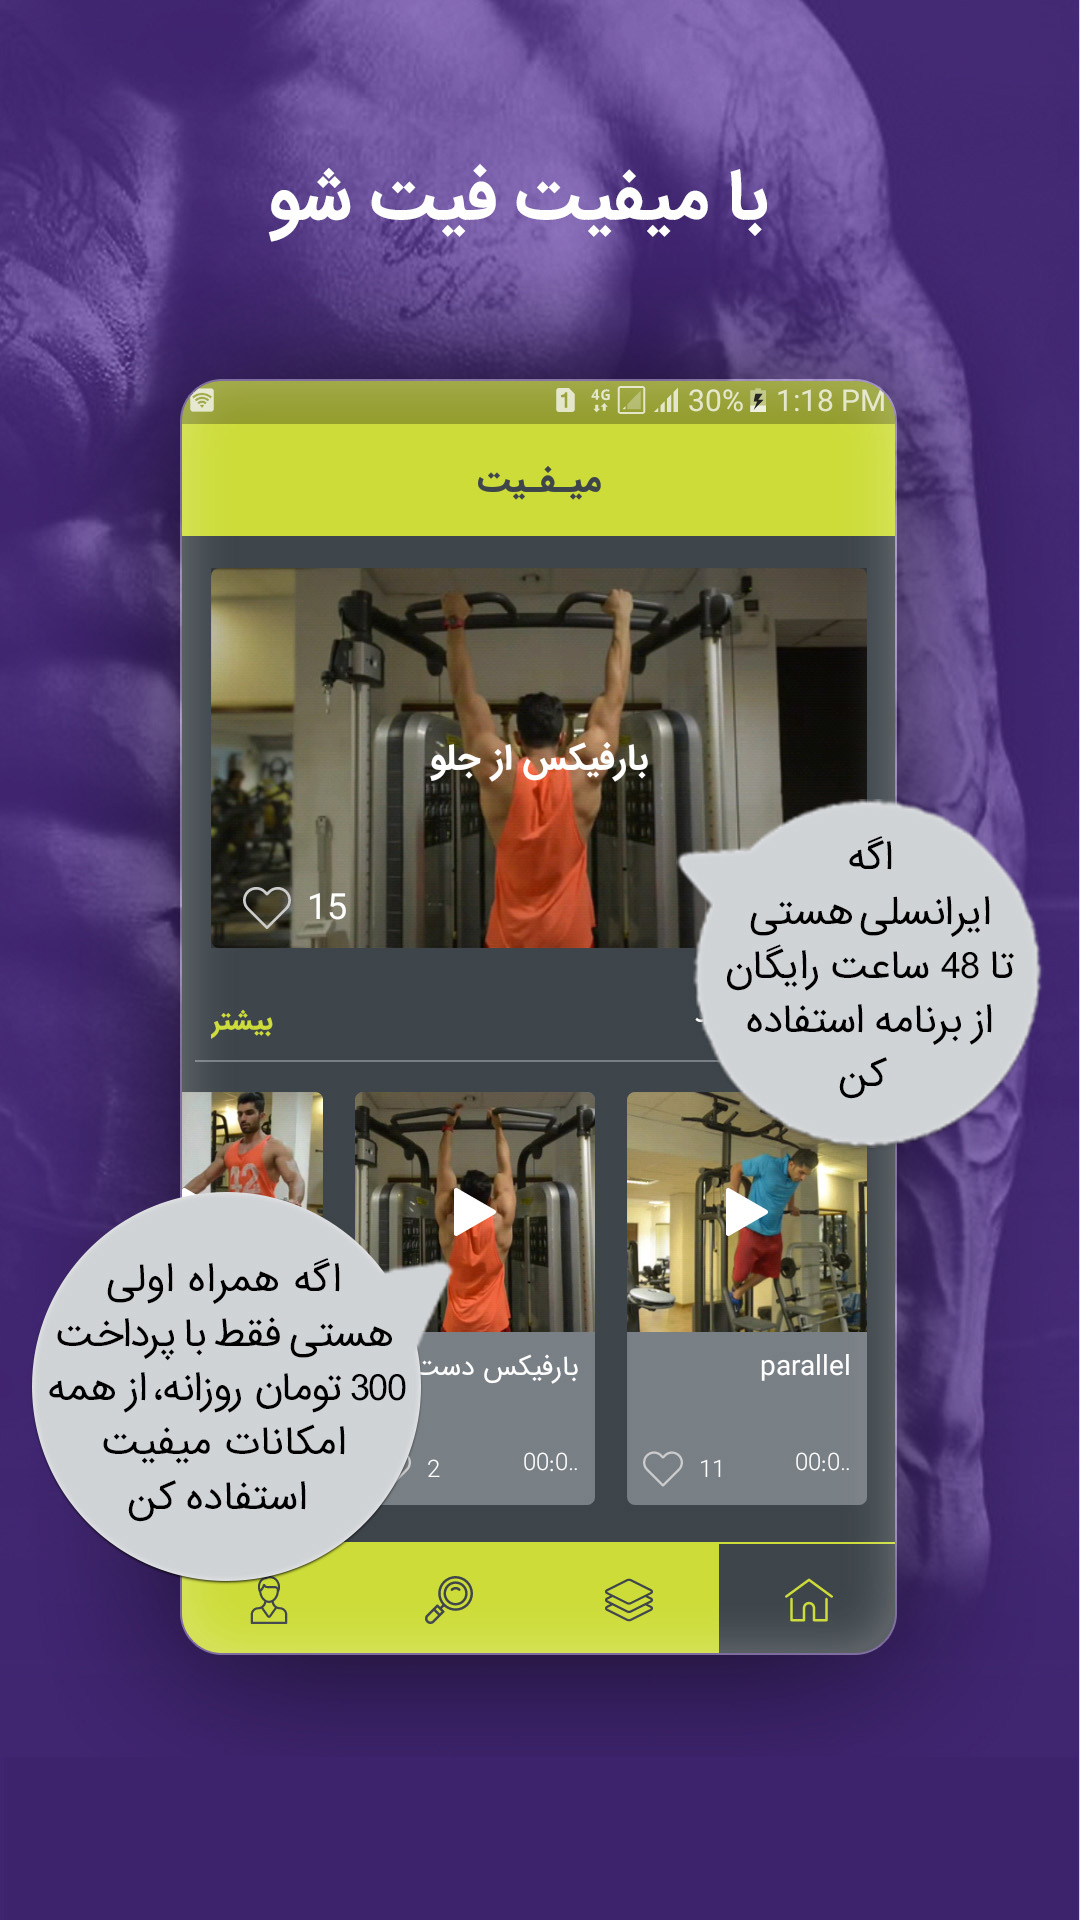 با میفیت فیت شو
1 4G 30% 1:18 PM
میـفـیت
بارفیکس از جلو
15
اگه
ایرانسلی هستی
تا 48 ساعت رایگان
از برنامه استفاده
کن
بیشتر
parallel
11
00:0..
بارفیکس دست
2
00:0..
اگه همراه اولی
هستی فقط با پرداخت
300 تومان روزانه، از همه
امکانات میفیت
استفاده کن